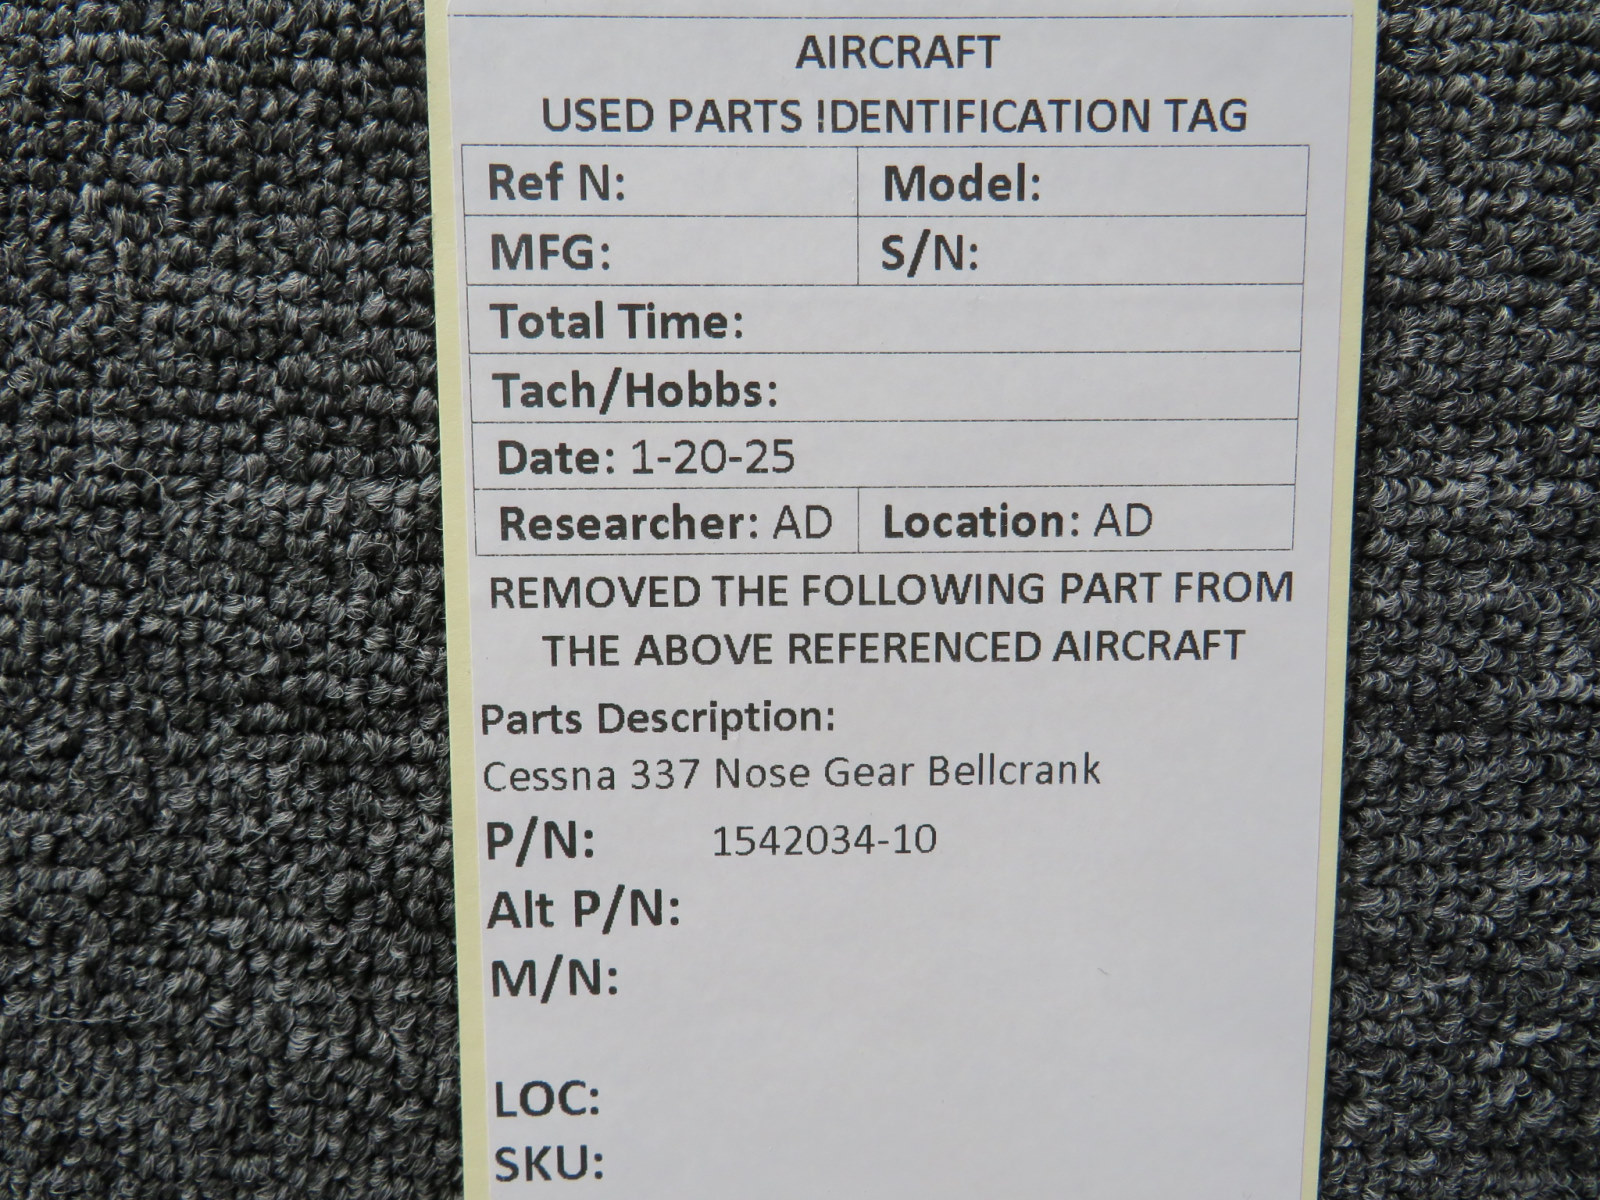 AIRCRAFT
USED PARTS IDENTIFICATION TAG
Ref N: Model:
MFG: S/N:
Total Time:
Tach/Hobbs:
Date: 1-20-25
Researcher: AD Location: AD
REMOVED THE FOLLOWING PART FROM
THE ABOVE REFERENCED AIRCRAFT
Parts Description:
Cessna 337 Nose Gear Bellcrank
P/N: 1542034-10
Alt P/N:
M/N:
LOC:
SKU: